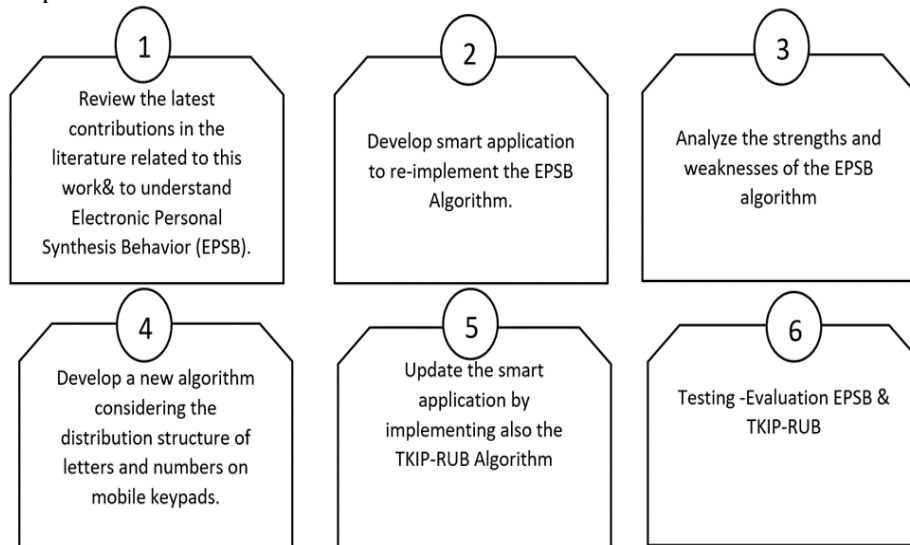 1
Review the latest
contributions in the
literature related to this
work& to understand
Electronic Personal
Synthesis Behavior (EPSB).
2
Develop smart application
to re-implement the EPSB
Algorithm.
3
Analyze the strengths and
weaknesses of the EPSB
algorithm
4
Develop a new algorithm
considering the
distribution structure of
letters and numbers on
mobile keypads.
5
Update the smart
application by
implementing also the
TKIP-RUB Algorithm
6
Testing -Evaluation EPSB &
TKIP-RUB